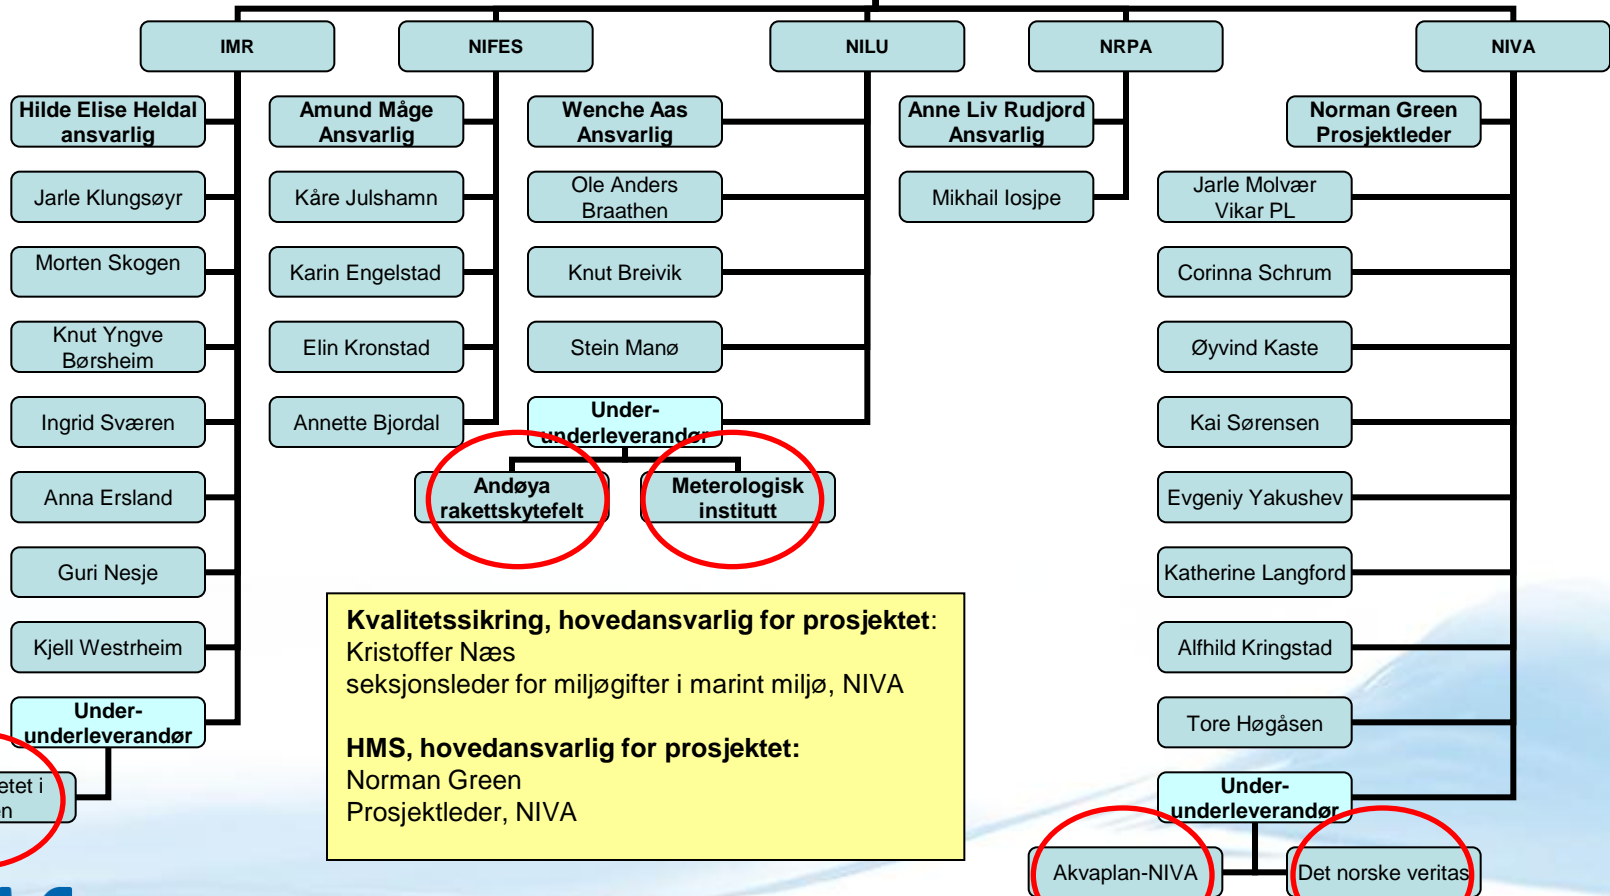 IMR
NIFES
NILU
NRPA
NIVA
Hilde Elise Heldal
ansvarlig
Jarle Klungsøyr
Morten Skogen
Knut Yngve
Børsheim
Ingrid Sværen
Anna Ersland
Guri Nesje
Kjell Westrheim
Under-
underleverandør
etet i
en
Amund Måge
Ansvarlig
Kåre Julshamn
Karin Engelstad
Elin Kronstad
Annette Bjordal
Wenche Aas
Ansvarlig
Ole Anders
Braathen
Knut Breivik
Stein Manø
Under-
underleverandør
Andøya
rakettskytefelt
Meterologisk
institutt
Anne Liv Rudjord
Ansvarlig
Mikhail Iosjpe
Norman Green
Prosjektleder
Jarle Molvær
Vikar PL
Corinna Schrum
Øyvind Kaste
Kai Sørensen
Evgeniy Yakushev
Katherine Langford
Alfhild Kringstad
Tore Høgåsen
Under-
underleverandør
Akvaplan-NIVA
Det norske veritas
Kvalitetssikring, hovedansvarlig for prosjektet:
Kristoffer Næs
seksjonsleder for miljøgifter i marint miljø, NIVA
HMS, hovedansvarlig for prosjektet:
Norman Green
Prosjektleder, NIVA